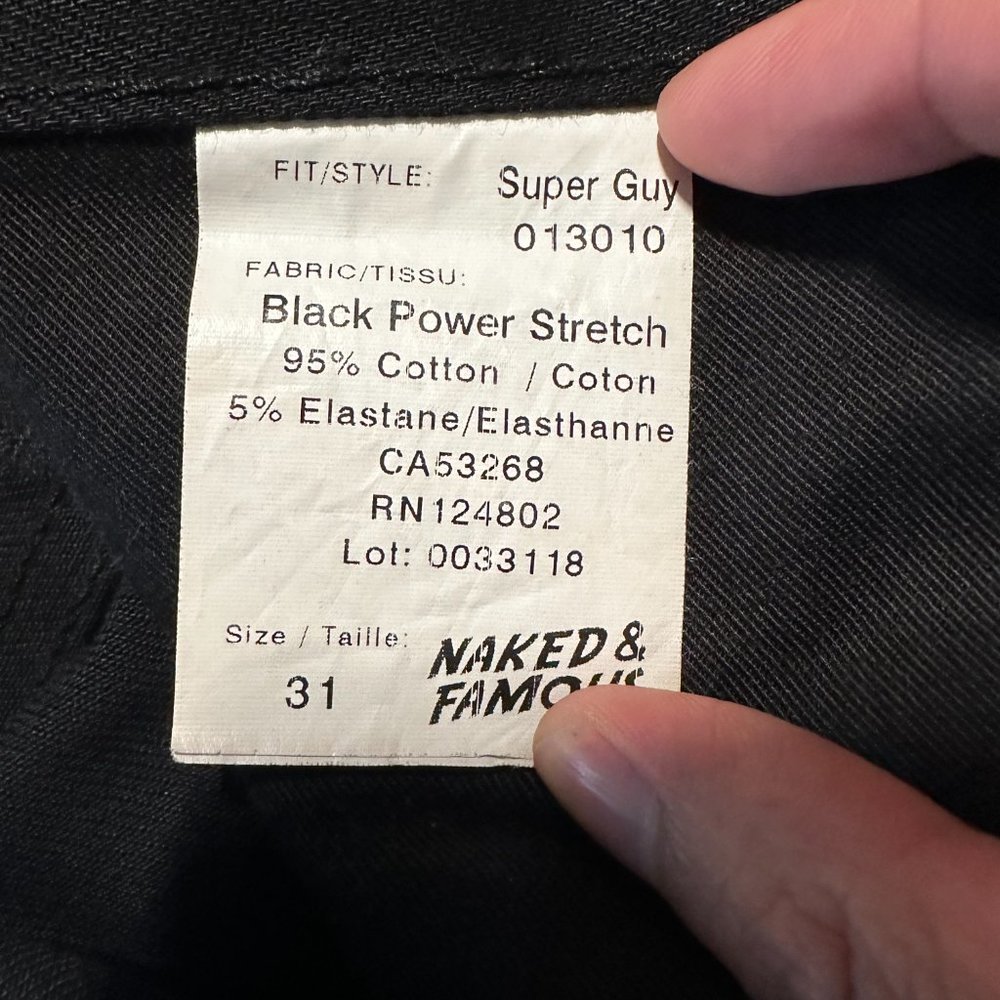 FIT/STYLE: Super Guy
013010
FABRIC/TISSU:
Black Power Stretch
95% Cotton / Coton
5% Elastane/Elasthanne
CA53268
RN124802
Lot: 0033118
Size / Taille:
31
NAKED &
FAMOUS